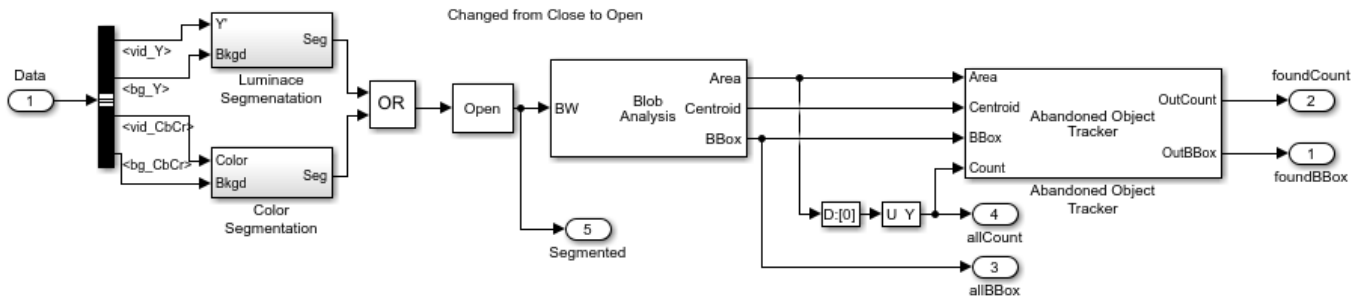 Changed from Close to Open
Data
1
<vid_Y>
<bg_Y>
<vid_CbCr>
<bg_CbCr>
Y'
Bkgd
Seg
Luminace
Segmenatation
Color
Bkgd
Seg
Color
Segmentation
OR
Open
5
Segmented
BW
Blob
Analysis
Area
Centroid
BBox
D:[0]
U Y
4
allCount
3
allBBox
Area
Centroid
BBox
Count
Abandoned Object
Tracker
OutCount
OutBBox
Abandoned Object
Tracker
foundCount
2
1
foundBBox